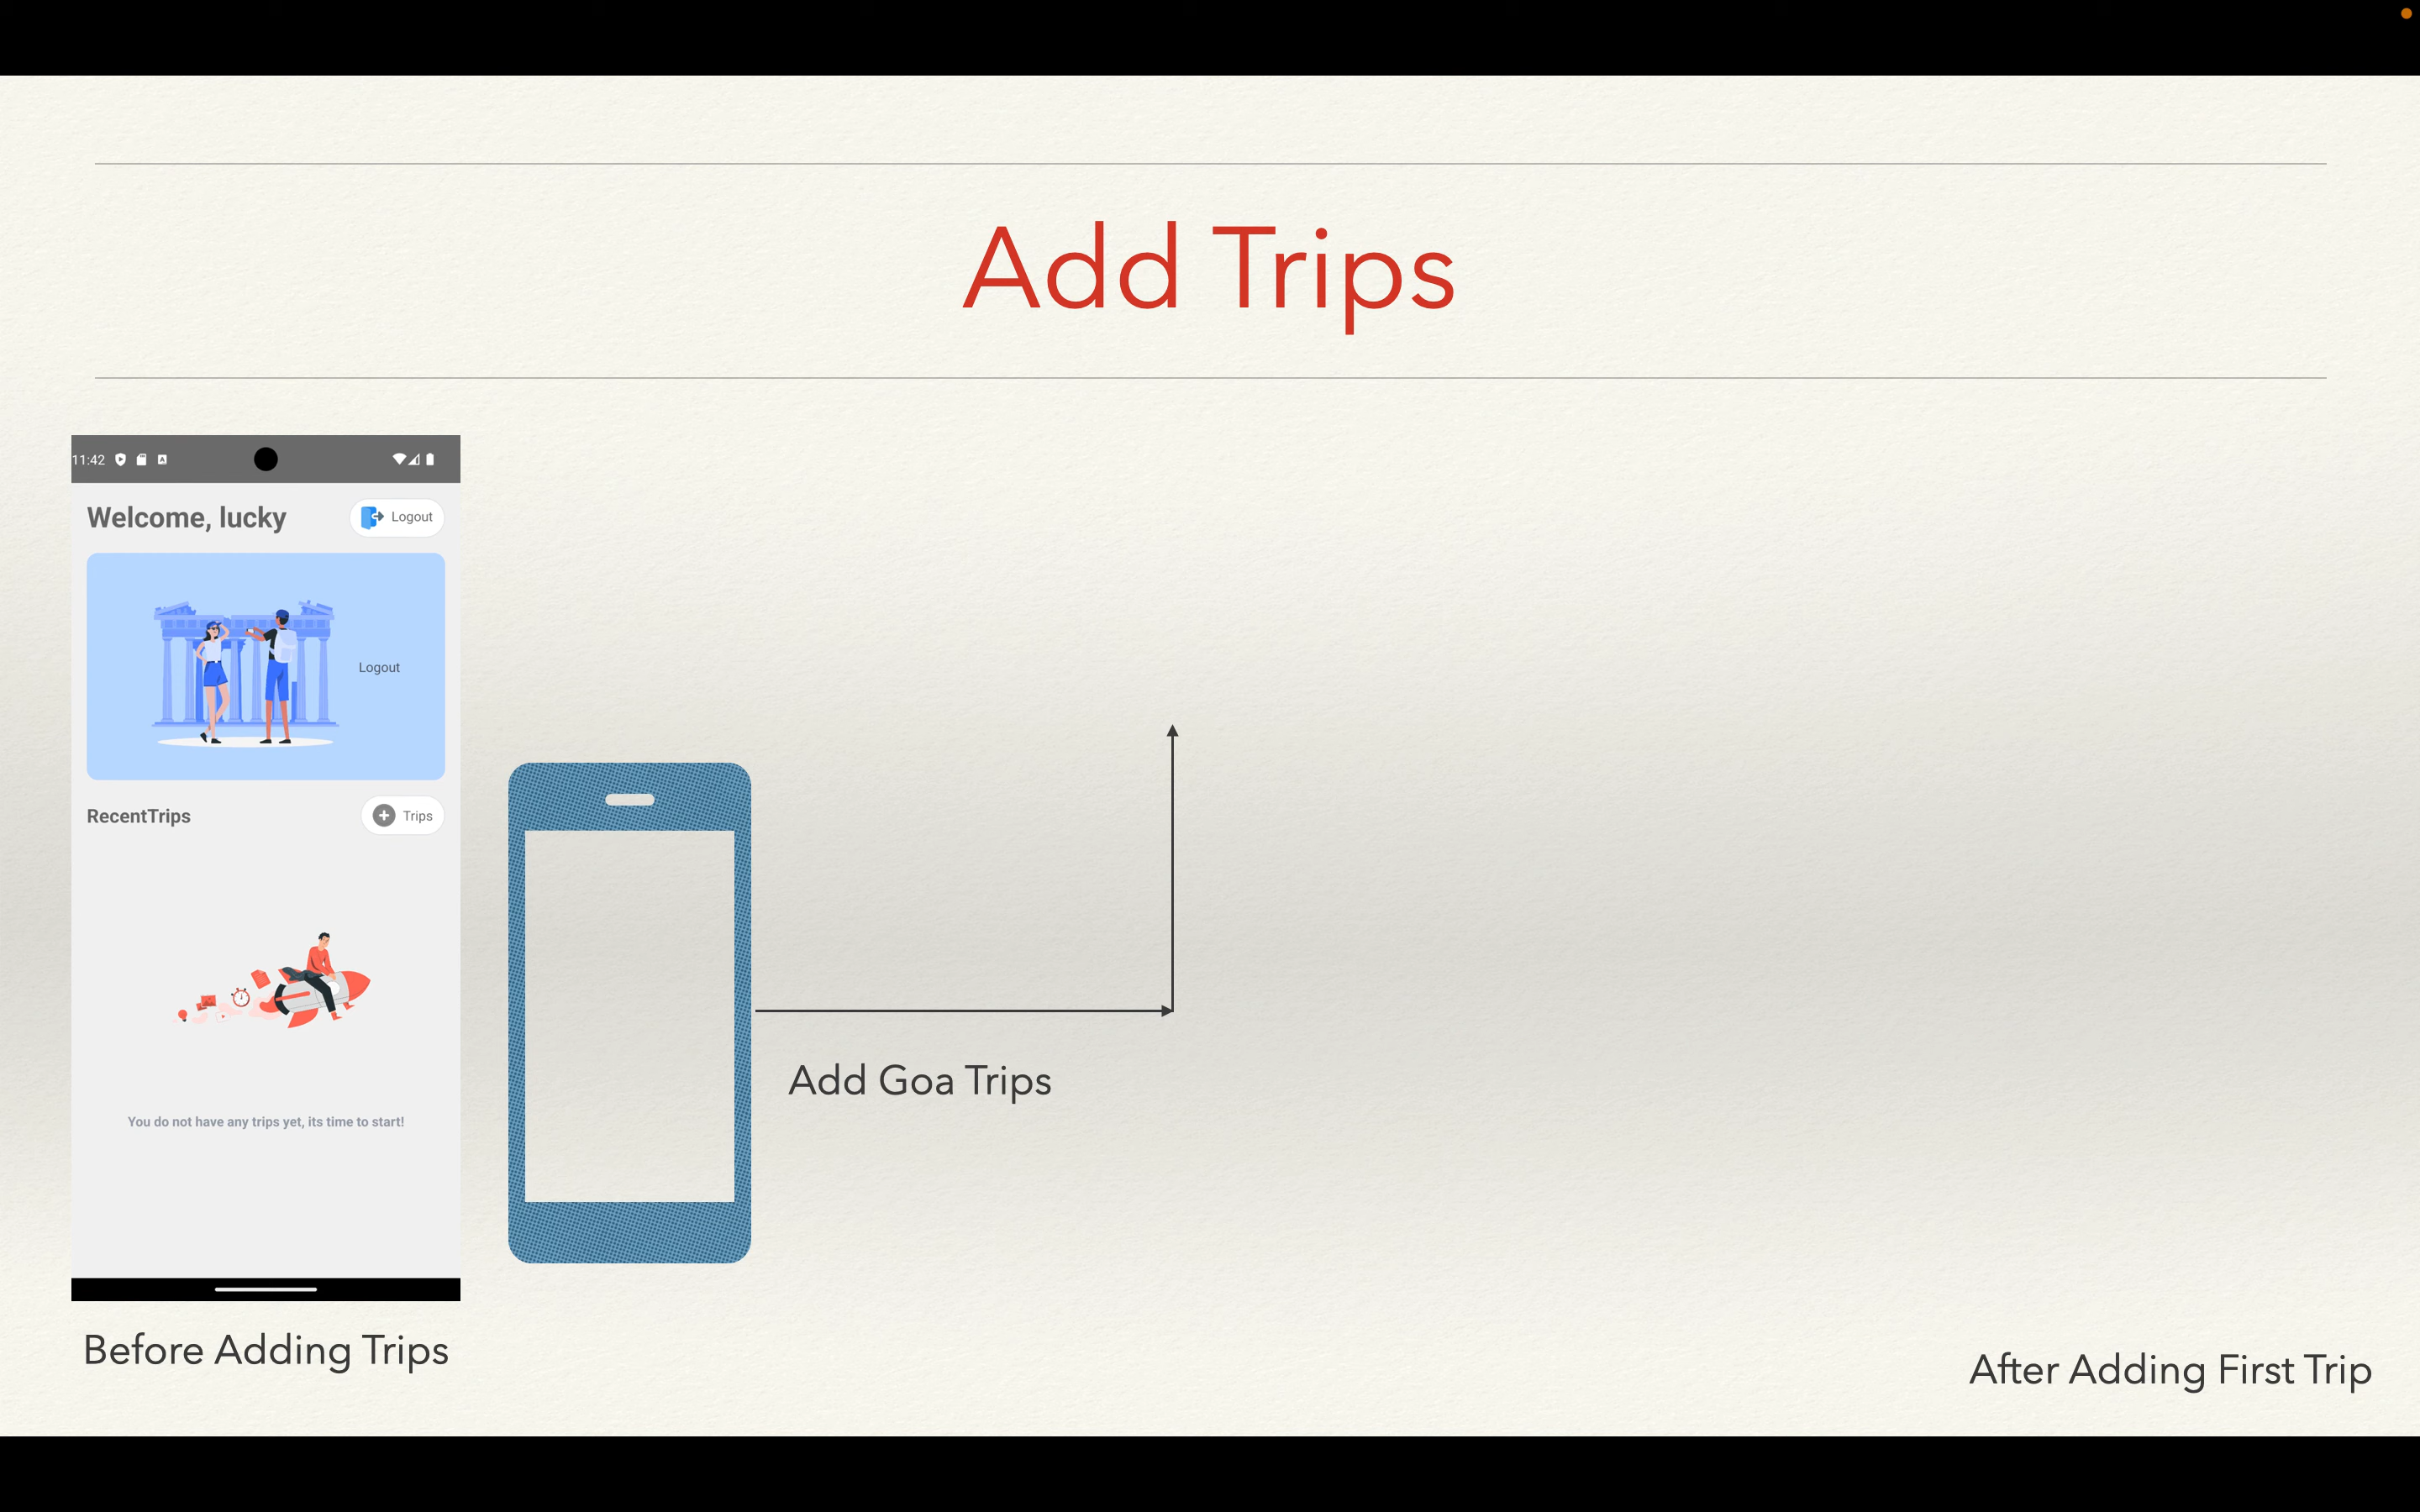 Add Trips
11:42
Welcome, lucky
Logout
Logout
RecentTrips
Trips
You do not have any trips yet, its time to start!
Before Adding Trips
Add Goa Trips
After Adding First Trip